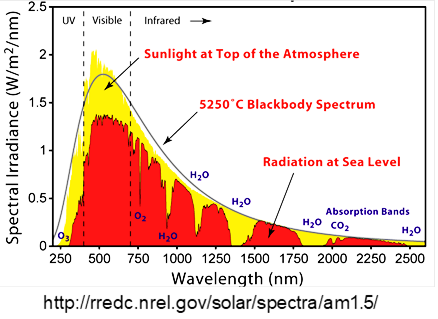 UV
Visible
Infrared
Sunlight at Top of the Atmosphere
5250˚C Blackbody Spectrum
Radiation at Sea Level
Absorption Bands
O3
O2
H2O
H2O
H2O
H2O
CO2
H2O
Spectral Irradiance (W/m2/nm)
2.5
2
1.5
1
0.5
0
250 500 750 1000 1250 1500 1750 2000 2250 2500
Wavelength (nm)
http://rredc.nrel.gov/solar/spectra/am1.5/